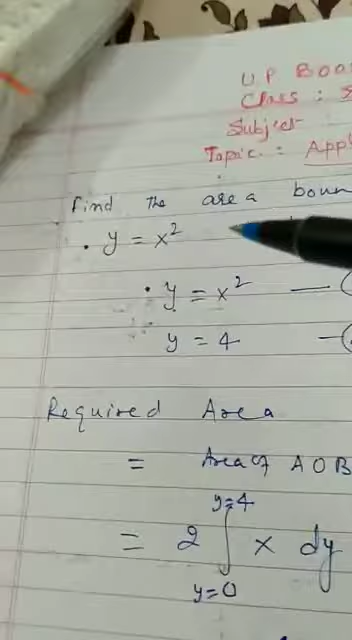 U P Boa
Class :
Subject
Topic : Appl
Find the area boun
. y = x²
. y = x² —
y = 4 —
Required Area
= Area of AOB
y=4
= 2 ∫ x dy
y=0